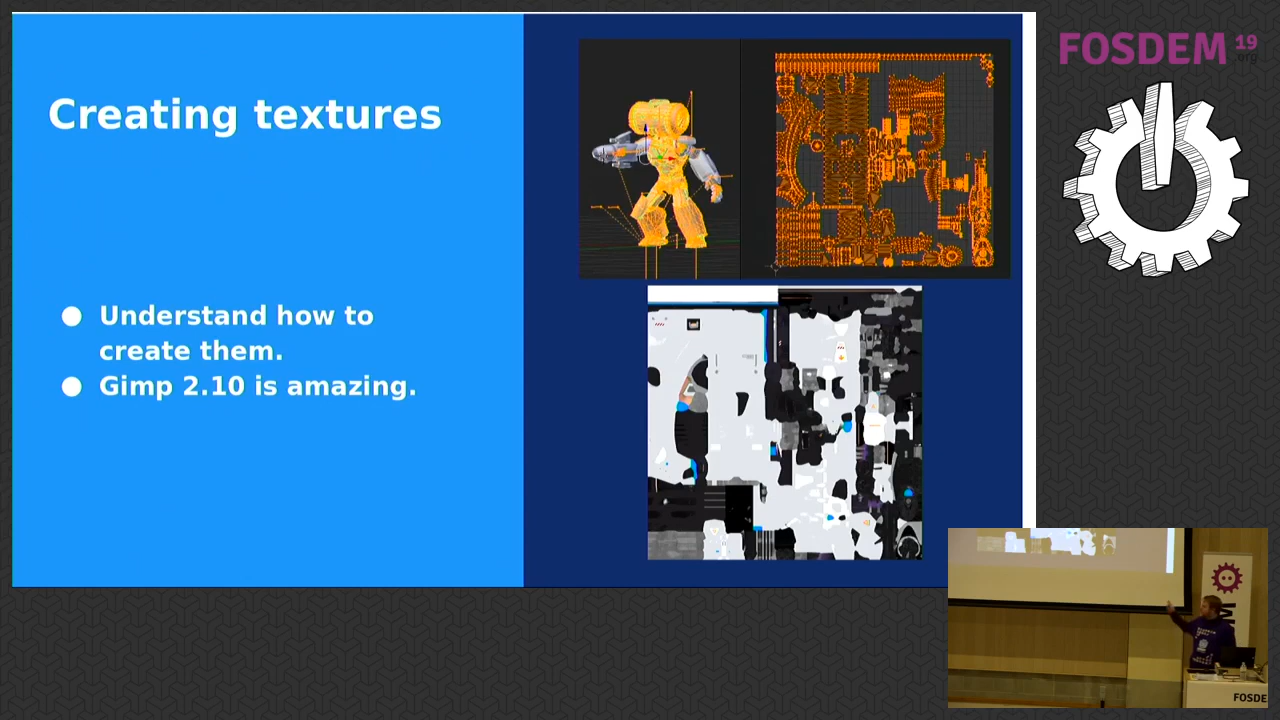 Creating textures
Understand how to
create them.
Gimp 2.10 is amazing.
FOSDEM 19
.org
FOSDE